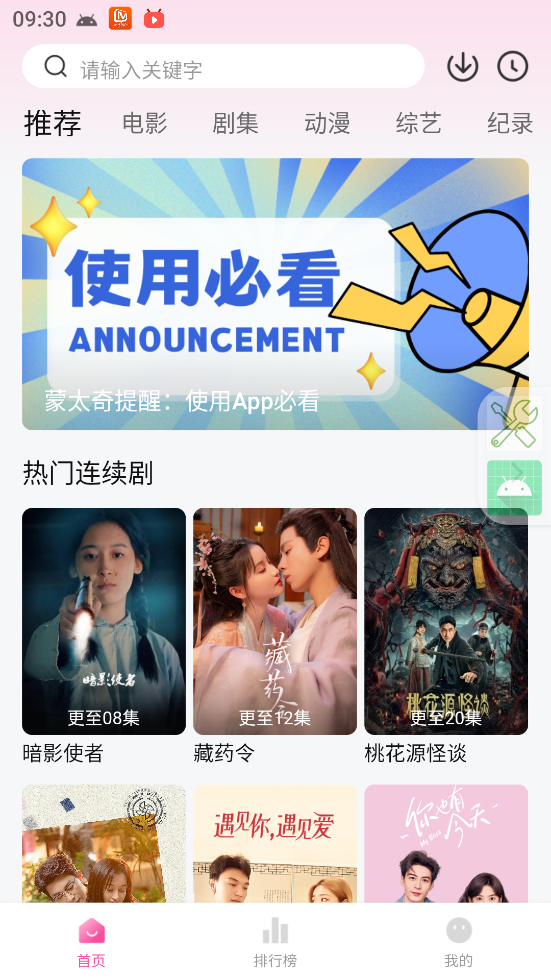 09:30
请输入关键字
推荐 电影 剧集 动漫 综艺 纪录
使用必看
ANNOUNCEMENT
蒙太奇提醒：使用App必看
热门连续剧
暗影使者
更至08集
藏药令
更至12集
桃花源怪谈
更至20集
暗影使者 藏药令 桃花源怪谈
遇见你,遇见爱
你也有今天
My Boss
首页 排行榜 我的